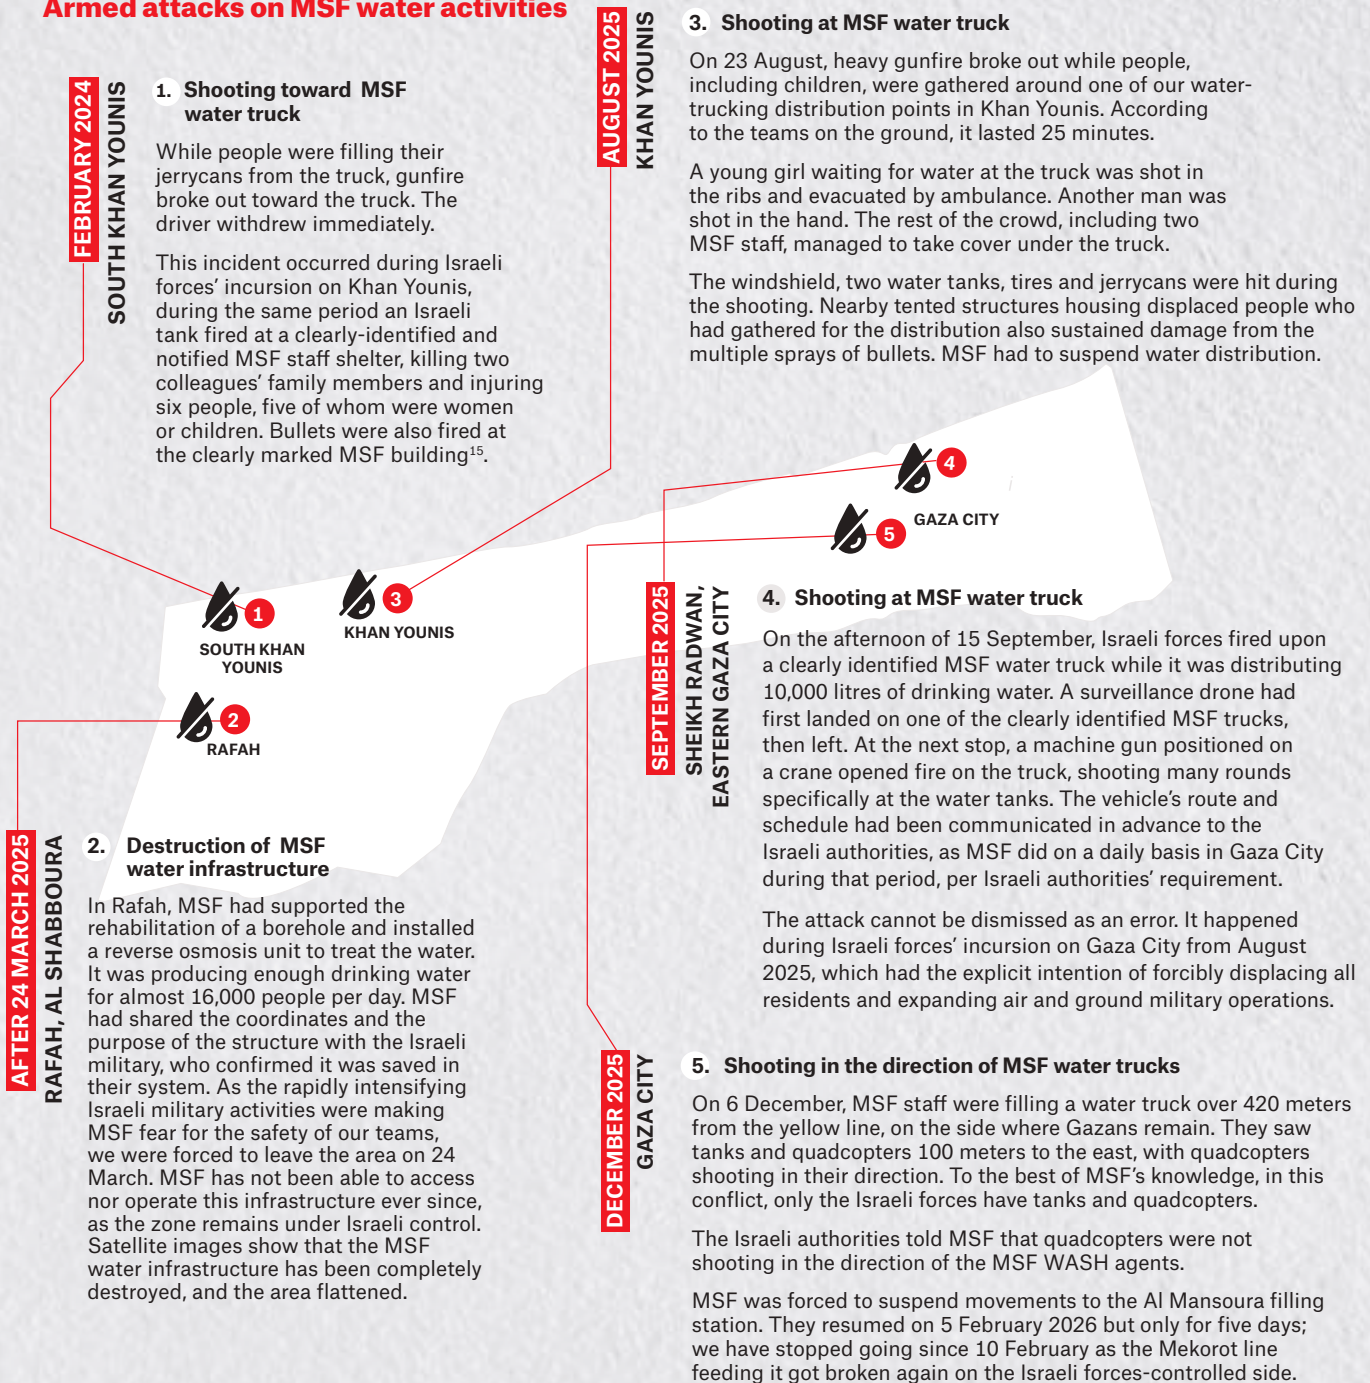 Armed attacks on MSF water activities
FEBRUARY 2024
SOUTH KHAN YOUNIS
1. Shooting toward MSF
water truck
While people were filling their
jerrycans from the truck, gunfire
broke out toward the truck. The
driver withdrew immediately.
This incident occurred during Israeli
forces' incursion on Khan Younis,
during the same period an Israeli
tank fired at a clearly-identified and
notified MSF staff shelter, killing two
colleagues' family members and injuring
six people, five of whom were women
or children. Bullets were also fired at
the clearly marked MSF building15.
AUGUST 2025
KHAN YOUNIS
3. Shooting at MSF water truck
On 23 August, heavy gunfire broke out while people,
including children, were gathered around one of our water-
trucking distribution points in Khan Younis. According
to the teams on the ground, it lasted 25 minutes.
A young girl waiting for water at the truck was shot in
the ribs and evacuated by ambulance. Another man was
shot in the hand. The rest of the crowd, including two
MSF staff, managed to take cover under the truck.
The windshield, two water tanks, tires and jerrycans were hit during
the shooting. Nearby tented structures housing displaced people who
had gathered for the distribution also sustained damage from the
multiple sprays of bullets. MSF had to suspend water distribution.
4
GAZA CITY
5
1
SOUTH KHAN
YOUNIS
3
KHAN YOUNIS
2
RAFAH
AFTER 24 MARCH 2025
RAFAH, AL SHABBOURA
2. Destruction of MSF
water infrastructure
In Rafah, MSF had supported the
rehabilitation of a borehole and installed
a reverse osmosis unit to treat the water.
It was producing enough drinking water
for almost 16,000 people per day. MSF
had shared the coordinates and the
purpose of the structure with the Israeli
military, who confirmed it was saved in
their system. As the rapidly intensifying
Israeli military activities were making
MSF fear for the safety of our teams,
we were forced to leave the area on 24
March. MSF has not been able to access
nor operate this infrastructure ever since,
as the zone remains under Israeli control.
Satellite images show that the MSF
water infrastructure has been completely
destroyed, and the area flattened.
SEPTEMBER 2025
SHEIKH RADWAN,
EASTERN GAZA CITY
4. Shooting at MSF water truck
On the afternoon of 15 September, Israeli forces fired upon
a clearly identified MSF water truck while it was distributing
10,000 litres of drinking water. A surveillance drone had
first landed on one of the clearly identified MSF trucks,
then left. At the next stop, a machine gun positioned on
a crane opened fire on the truck, shooting many rounds
specifically at the water tanks. The vehicle's route and
schedule had been communicated in advance to the
Israeli authorities, as MSF did on a daily basis in Gaza City
during that period, per Israeli authorities' requirement.
The attack cannot be dismissed as an error. It happened
during Israeli forces' incursion on Gaza City from August
2025, which had the explicit intention of forcibly displacing all
residents and expanding air and ground military operations.
DECEMBER 2025
GAZA CITY
5. Shooting in the direction of MSF water trucks
On 6 December, MSF staff were filling a water truck over 420 meters
from the yellow line, on the side where Gazans remain. They saw
tanks and quadcopters 100 meters to the east, with quadcopters
shooting in their direction. To the best of MSF's knowledge, in this
conflict, only the Israeli forces have tanks and quadcopters.
The Israeli authorities told MSF that quadcopters were not
shooting in the direction of the MSF WASH agents.
MSF was forced to suspend movements to the Al Mansoura filling
station. They resumed on 5 February 2026 but only for five days;
we have stopped going since 10 February as the Mekorot line
feeding it got broken again on the Israeli forces-controlled side.